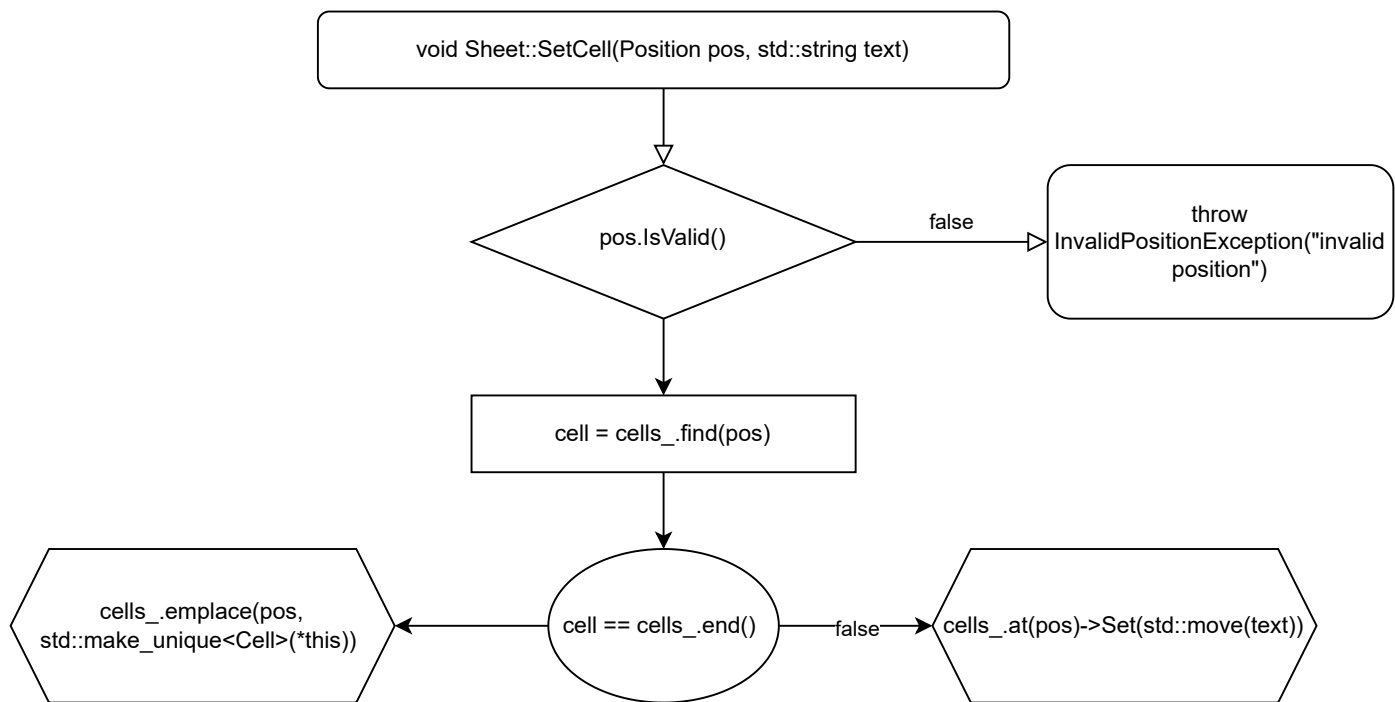 void Sheet::SetCell(Position pos, std::string text)
pos.IsValid()
false
throw
InvalidPositionException("invalid
position")
cell = cells_.find(pos)
cells_.emplace(pos,
std::make_unique<Cell>(*this))
cell == cells_.end()
false
cells_.at(pos)->Set(std::move(text))